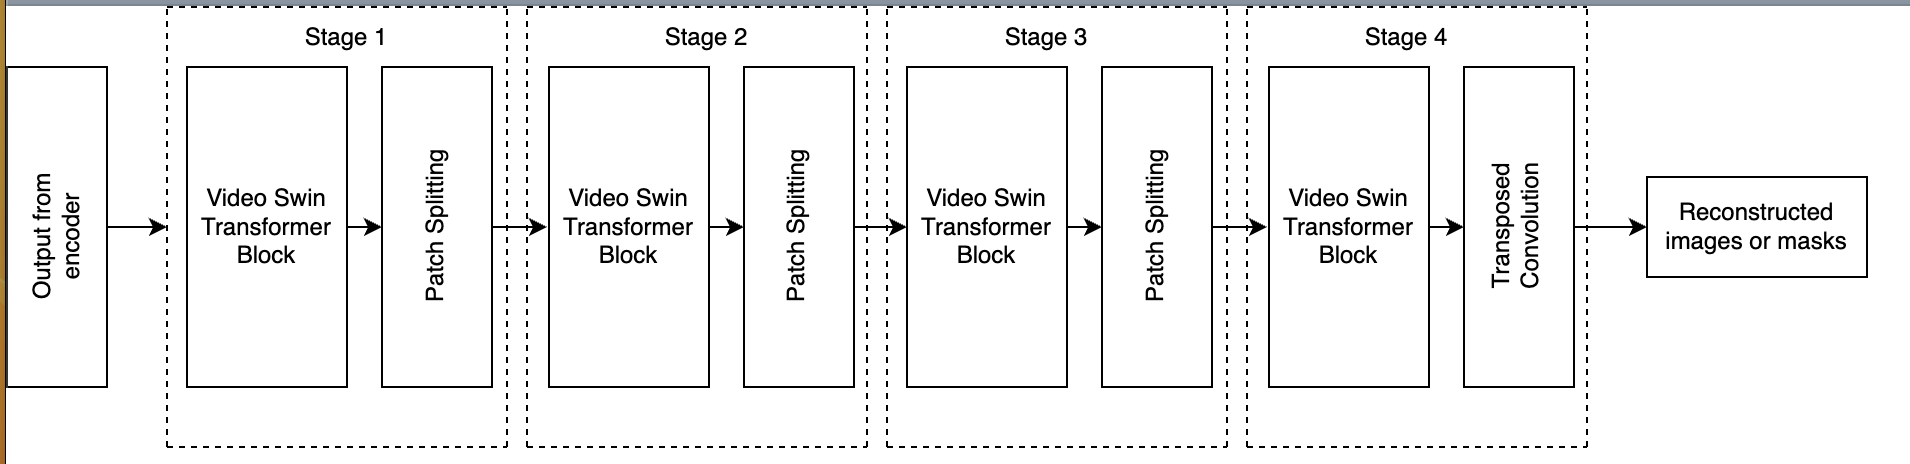 Stage 1
Stage 2
Stage 3
Stage 4
Output from
encoder
Video Swin
Transformer
Block
Patch Splitting
Video Swin
Transformer
Block
Patch Splitting
Video Swin
Transformer
Block
Patch Splitting
Video Swin
Transformer
Block
Transposed
Convolution
Reconstructed
images or masks